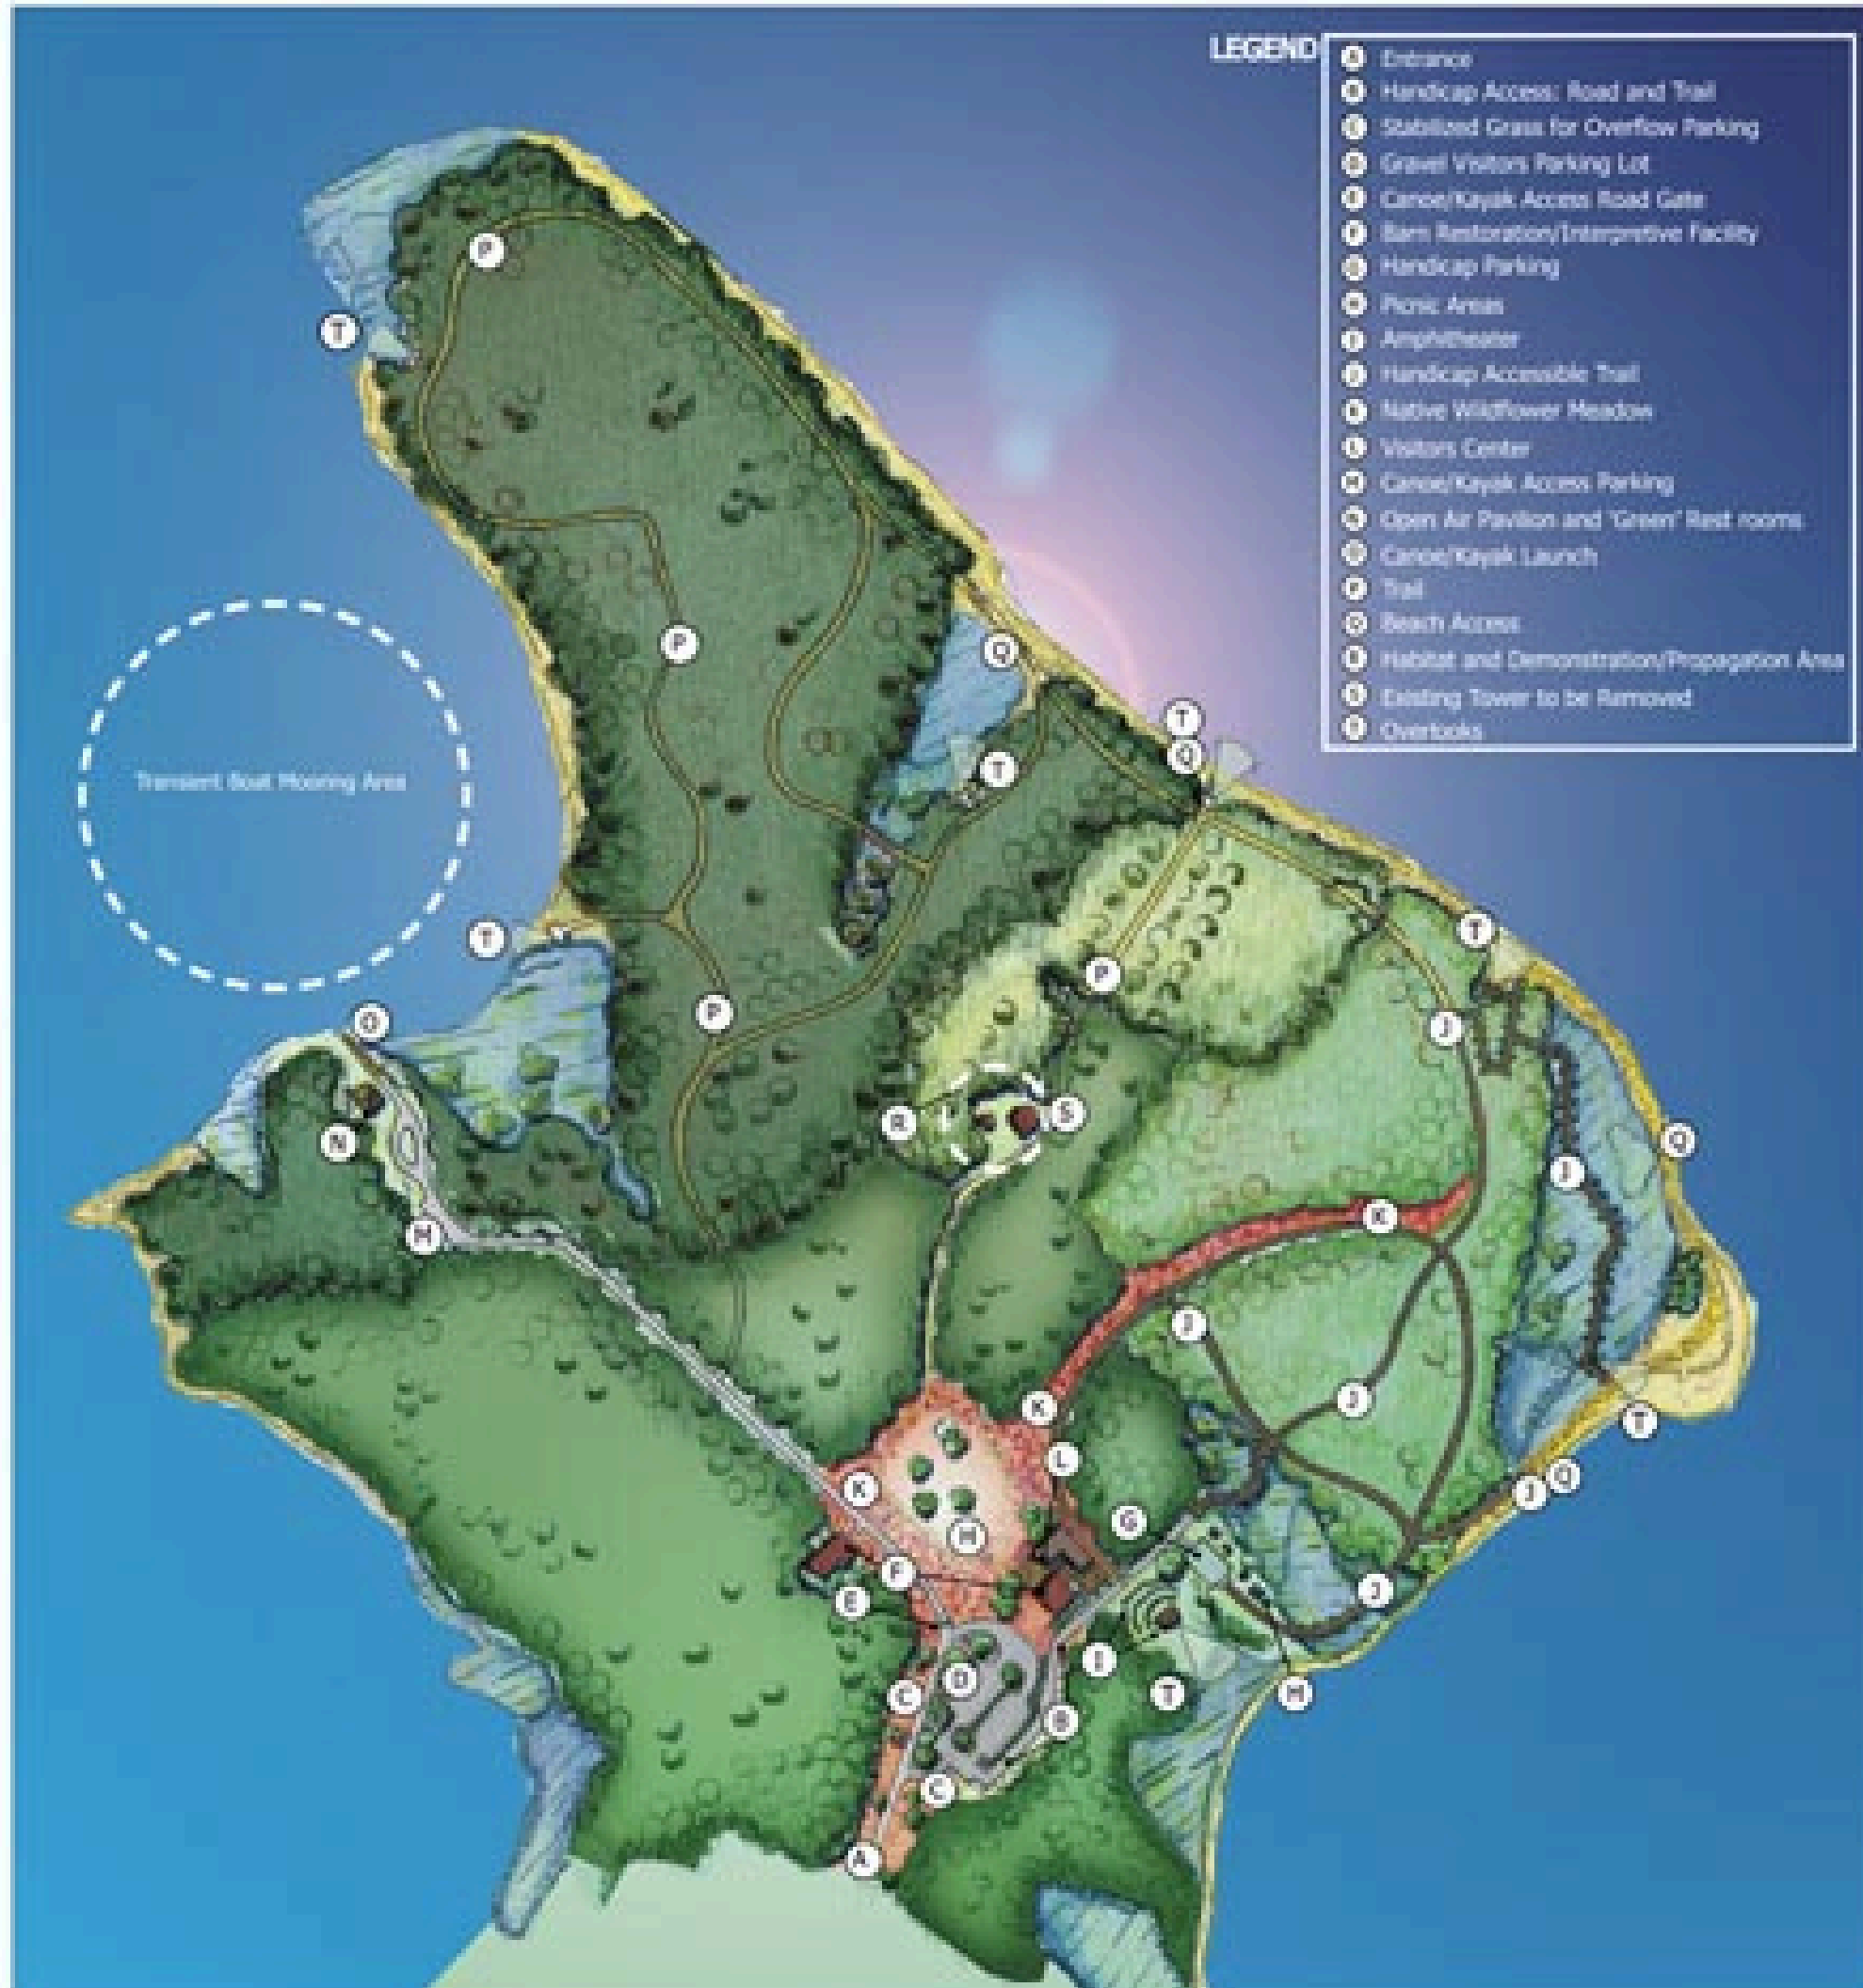 LEGEND
A Entrance
B Handicap Access: Road and Trail
C Stabilized Grass for Overflow Parking
D Gravel Visitors Parking Lot
E Canoe/Kayak Access Road Gate
F Barn Restoration/Interpretive Facility
G Handicap Parking
H Picnic Areas
I Amphitheater
J Handicap Accessible Trail
K Native Wildflower Meadow
L Visitors Center
M Canoe/Kayak Access Parking
N Open Air Pavilion and 'Green' Rest rooms
O Canoe/Kayak Launch
P Trail
Q Beach Access
R Habitat and Demonstration/Propagation Area
S Existing Tower to be Removed
T Overlooks
P
T
P
Q
T
Q
T
Transient Boat Mooring Area
T
T
P
P
O
J
R
S
N
Q
J
K
H
J
J
K
T
L
K
J
Q
G
H
F
E
J
I
D
C
T
H
B
C
A